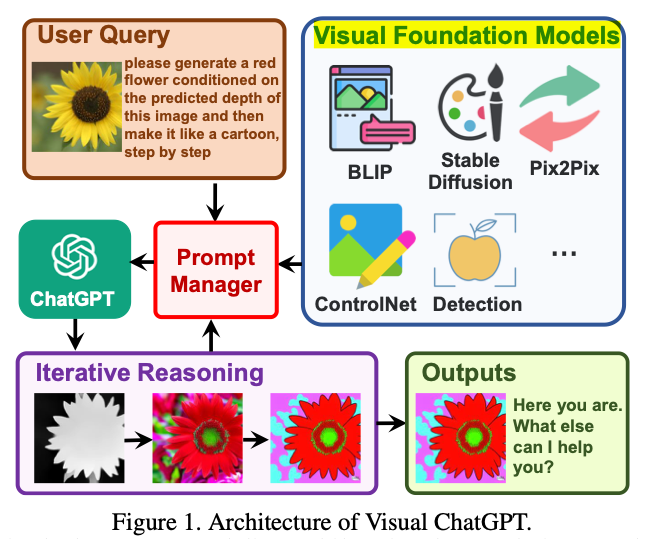 User Query
please generate a red
flower conditioned on
the predicted depth of
this image and then
make it like a cartoon,
step by step
Visual Foundation Models
BLIP
Stable
Diffusion
Pix2Pix
ControlNet
Detection
...
Prompt
Manager
ChatGPT
Iterative Reasoning
Outputs
Here you are.
What else
can I help
you?
Figure 1. Architecture of Visual ChatGPT.